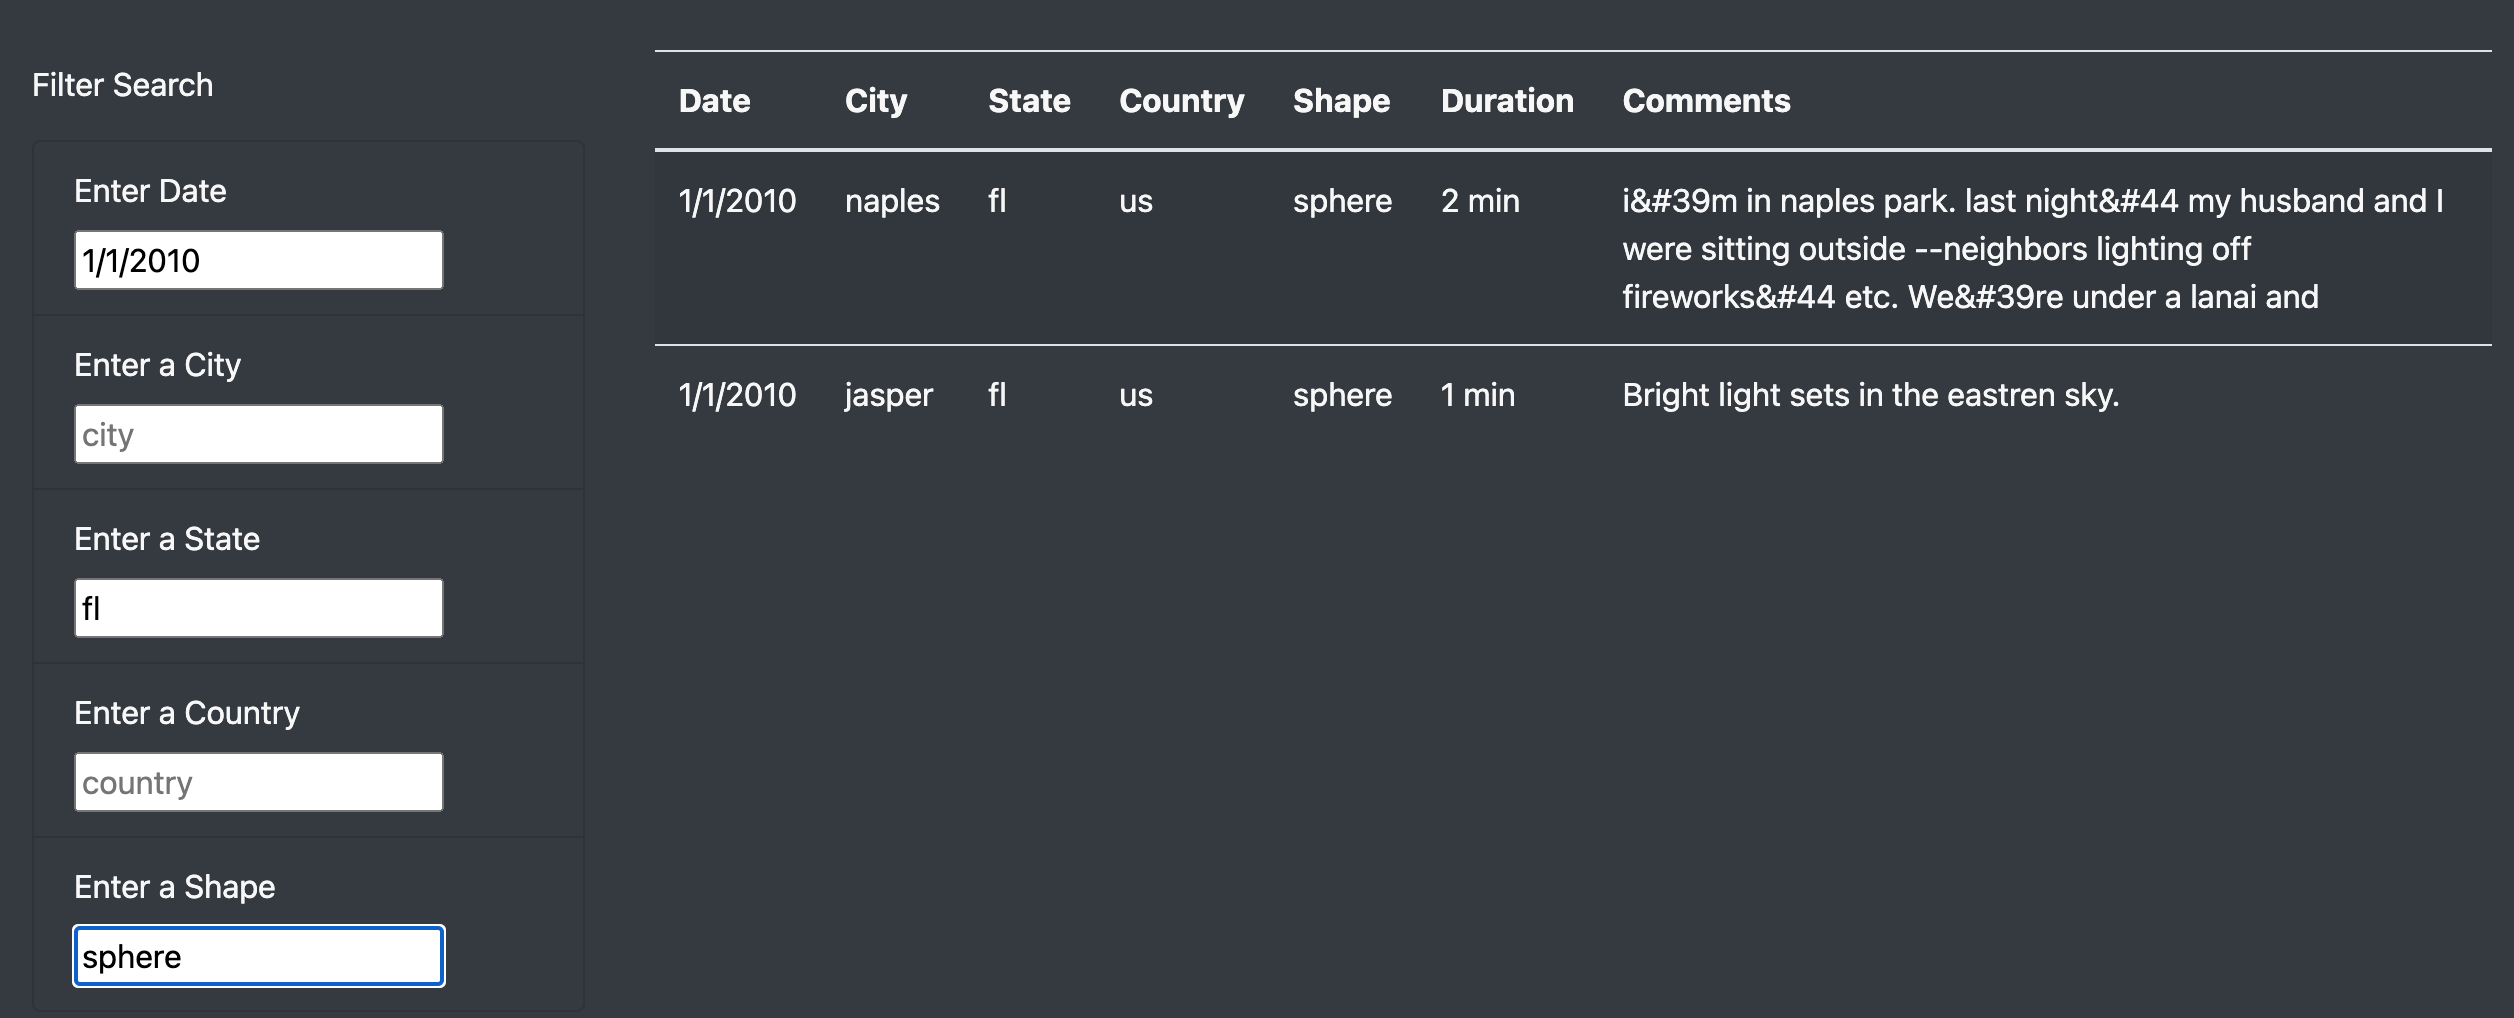 Filter Search
Enter Date
1/1/2010
Enter a City
city
Enter a State
fl
Enter a Country
country
Enter a Shape
sphere
Date City State Country Shape Duration Comments
1/1/2010 naples fl us sphere 2 min i&#39m in naples park. last night&#44 my husband and I
were sitting outside --neighbors lighting off
fireworks&#44 etc. We&#39re under a lanai and
1/1/2010 jasper fl us sphere 1 min Bright light sets in the eastren sky.